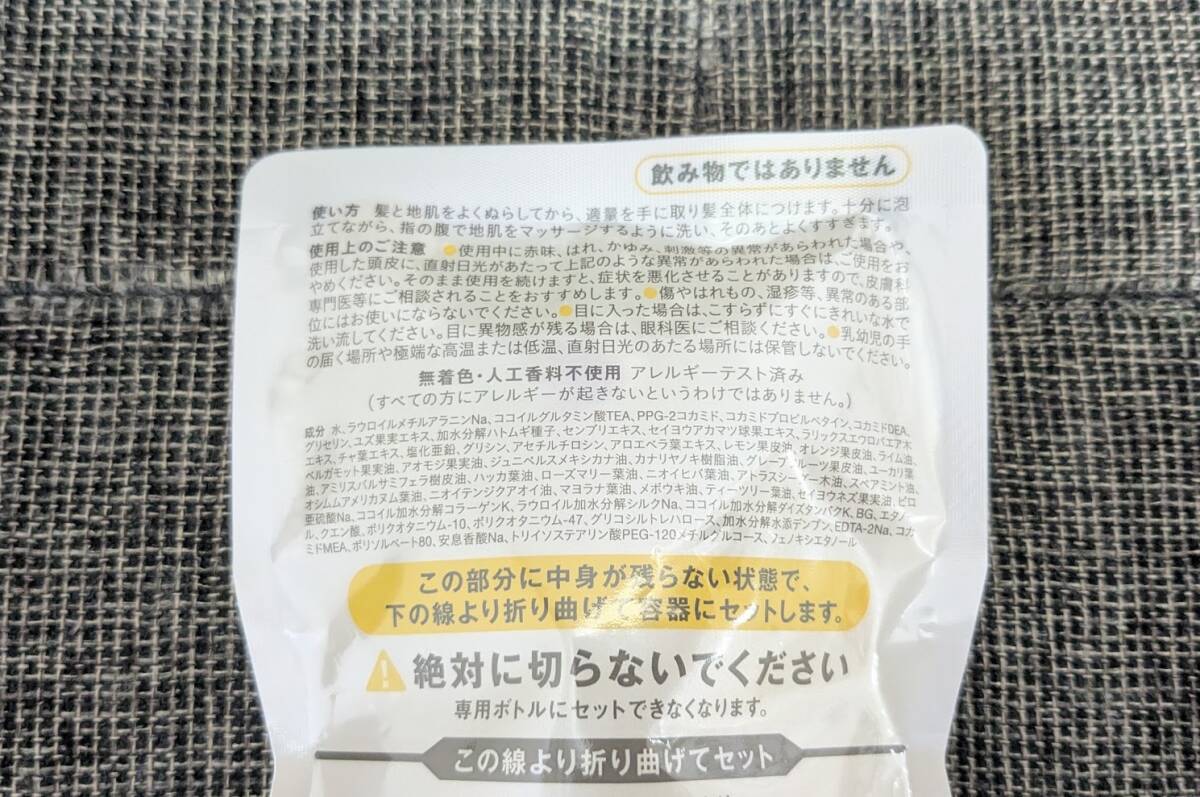 飲み物ではありません
使い方 髪と地肌をよくぬらしてから、適量を手に取り髪全体につけます。十分に泡
立てながら、指の腹で地肌をマッサージするように洗い、そのあとよくすすぎます。
使用上のご注意 ●使用中に赤味、はれ、かゆみ、刺激等の異常があらわれた場合や、
使用した頭皮に、直射日光があたって上記のような異常があらわれた場合は、ご使用をお
やめください。そのまま使用を続けますと、症状を悪化させることがありますので、皮膚科
専門医等にご相談されることをおすすめします。●傷やはれもの、湿疹等、異常のある部
位にはお使いにならないでください。●目に入った場合は、こすらずにすぐにきれいな水で
洗い流してください。目に異物感が残る場合は、眼科医にご相談ください。●乳幼児の手
の届く場所や極端な高温または低温、直射日光のあたる場所には保管しないでください。
無着色・人工香料不使用 アレルギーテスト済み
(すべての方にアレルギーが起きないというわけではありません。)
成分 水、ラウロイルメチルアラニンNa、ココイルグルタミン酸TEA、PPG-2コカミド、コカミドプロピルベタイン、コカミドDEA、
グリセリン、ユズ果実エキス、加水分解ハトムギ種子、センブリエキス、セイヨウアカマツ球果エキス、ラリックスエウロパエア木
エキス、チャ葉エキス、塩化亜鉛、グリシン、アセチルチロシン、アロエベラ葉エキス、レモン果皮油、オレンジ果皮油、ライム油、
ベルガモット果実油、アオモジ果実油、ジュニペルスメキシカナ油、カナリヤノキ樹脂油、グレープフルーツ果皮油、ユーカリ葉
油、アミリスバルサミフェラ樹皮油、ハッカ葉油、ローズマリー葉油、ニオイヒバ葉油、アトラスシーダー木油、スペアミント油、
オシムムアメリカヌム葉油、ニオイテンジクアオイ油、マヨラナ葉油、メボウキ油、ティーツリー葉油、セイヨウネズ果実油、ピロ
亜硫酸Na、ココイル加水分解コラーゲンK、ラウロイル加水分解シルクNa、ココイル加水分解ダイズタンパクK、BG、エタノー
ル、クエン酸、ポリクオタニウム-10、ポリクオタニウム-47、グリコシルトレハロース、加水分解水添デンプン、EDTA-2Na、コカ
ミドMEA、ポリソルベート80、安息香酸Na、トリイソステアリン酸PEG-120メチルグルコース、フェノキシエタノール
この部分に中身が残らない状態で、
下の線より折り曲げて容器にセットします。
絶対に切らないでください
専用ボトルにセットできなくなります。
この線より折り曲げてセット